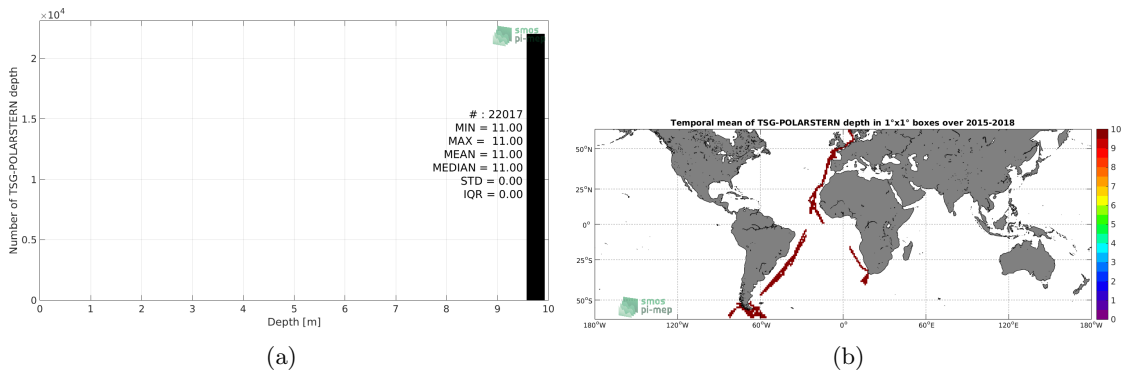 ×10⁴
smos
pi-mep
2
1.5
1
0.5
0
Number of TSG-POLARSTERN depth
# : 22017
MIN = 11.00
MAX = 11.00
MEAN = 11.00
MEDIAN = 11.00
STD = 0.00
IQR = 0.00
0 1 2 3 4 5 6 7 8 9 10
Depth [m]
(a)
Temporal mean of TSG-POLARSTERN depth in 1°x1° boxes over 2015-2018
50°N
25°N
0°
25°S
50°S
smos
pi-mep
180°W 120°W 60°W 0° 60°E 120°E 180°W
10
9
8
7
6
5
4
3
2
1
0
(b)